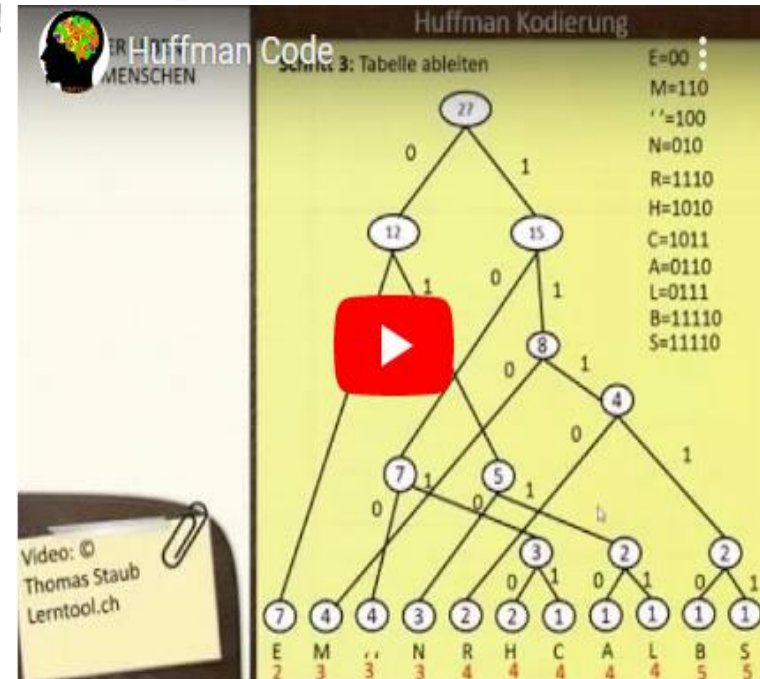 Huffman Kodierung
Huffman Code
MENSCHEN
Schritt 3: Tabelle ableiten
E=00
M=110
‘ ’=100
N=010
R=1110
H=1010
C=1011
A=0110
L=0111
B=11110
S=11110
27
0
1
12
15
1
0
1
8
0
1
4
0
1
7
5
0
1
0
1
3
2
2
0
1
0
1
0
1
7 4 4 3 2 2 1 1 1 1 1
E M ‘ ’ N R H C A L B S
2 3 3 3 4 4 4 4 4 5 5
Video: ©
Thomas Staub
Lerntool.ch